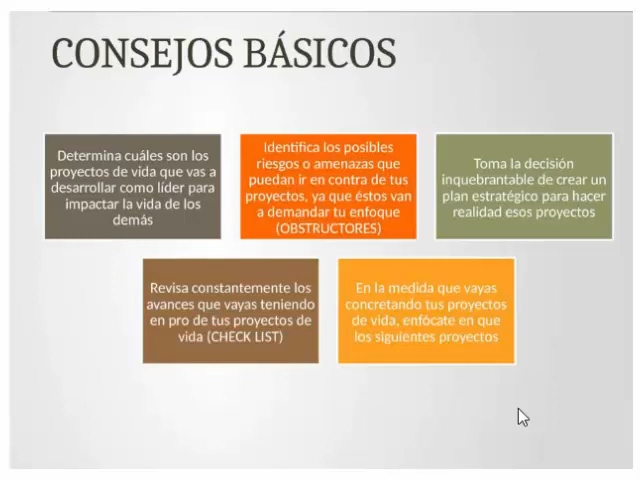 CONSEJOS BÁSICOS
Determina cuáles son los
proyectos de vida que vas a
desarrollar como líder para
impactar la vida de los
demás
Identifica los posibles
riesgos o amenazas que
puedan ir en contra de tus
proyectos, ya que éstos van
a demandar tu enfoque
(OBSTRUCTORES)
Toma la decisión
inquebrantable de crear un
plan estratégico para hacer
realidad esos proyectos
Revisa constantemente los
avances que vayas teniendo
en pro de tus proyectos de
vida (CHECK LIST)
En la medida que vayas
concretando tus proyectos
de vida, enfócate en que
los siguientes proyectos